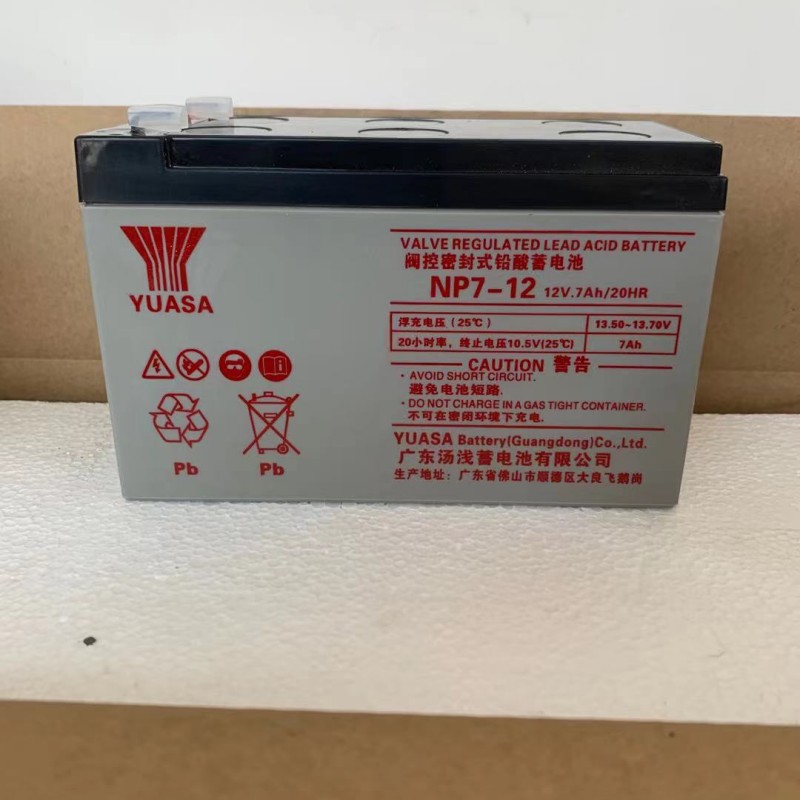 YUASA
VALVE REGULATED LEAD ACID BATTERY
阀控密封式铅酸蓄电池
NP7-12 12V.7Ah/20HR
浮充电压(25℃) 13.50~13.70V
20小时率，终止电压10.5V(25℃) 7Ah
CAUTION 警告
• AVOID SHORT CIRCUIT.
避免电池短路.
• DO NOT CHARGE IN A GAS TIGHT CONTAINER.
不可在密闭环境下充电.
YUASA Battery(Guangdong)Co.,Ltd.
广东汤浅蓄电池有限公司
生产地址: 广东省佛山市顺德区大良飞鹅岗
Pb Pb